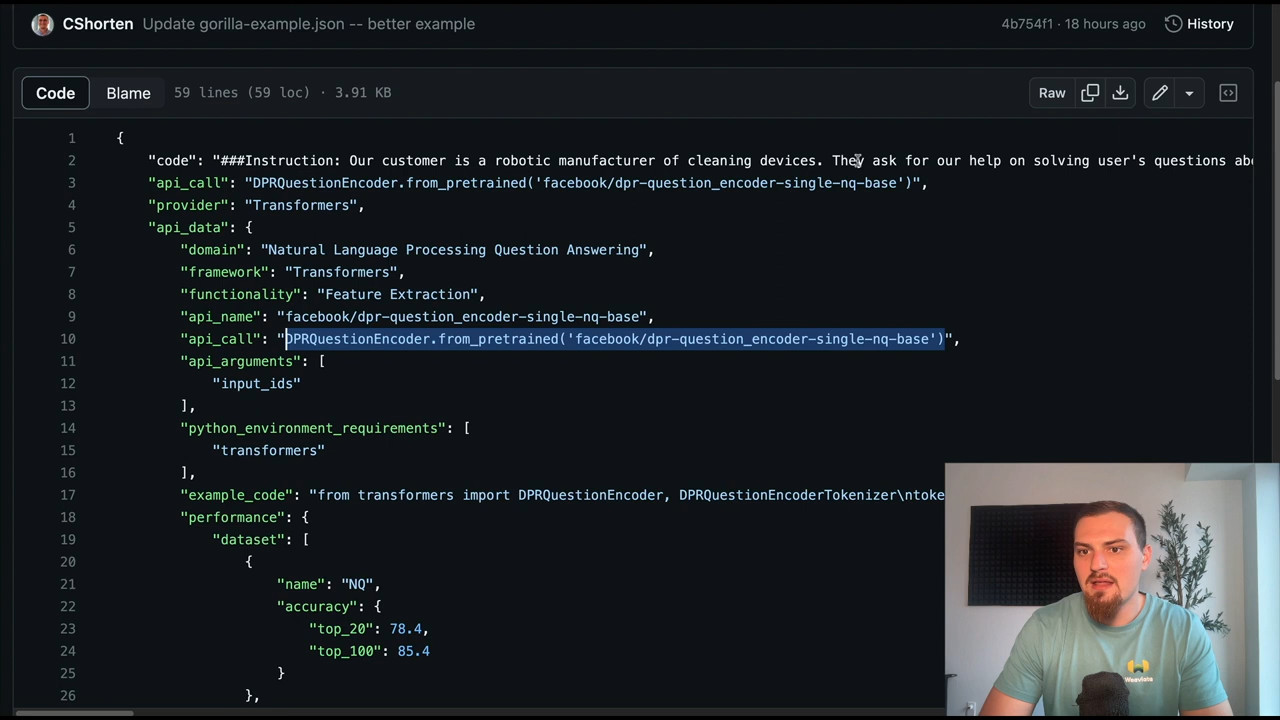 CShorten Update gorilla-example.json -- better example 4b754f1 · 18 hours ago History
Code Blame 59 lines (59 loc) · 3.91 KB Raw
1 {
2 "code": "###Instruction: Our customer is a robotic manufacturer of cleaning devices. They ask for our help on solving user's questions abo
3 "api_call": "DPRQuestionEncoder.from_pretrained('facebook/dpr-question_encoder-single-nq-base')",
4 "provider": "Transformers",
5 "api_data": {
6 "domain": "Natural Language Processing Question Answering",
7 "framework": "Transformers",
8 "functionality": "Feature Extraction",
9 "api_name": "facebook/dpr-question_encoder-single-nq-base",
10 "api_call": "DPRQuestionEncoder.from_pretrained('facebook/dpr-question_encoder-single-nq-base')",
11 "api_arguments": [
12 "input_ids"
13 ],
14 "python_environment_requirements": [
15 "transformers"
16 ],
17 "example_code": "from transformers import DPRQuestionEncoder, DPRQuestionEncoderTokenizer\ntoke
18 "performance": {
19 "dataset": [
20 {
21 "name": "NQ",
22 "accuracy": {
23 "top_20": 78.4,
24 "top_100": 85.4
25 }
26 },
Weaviate